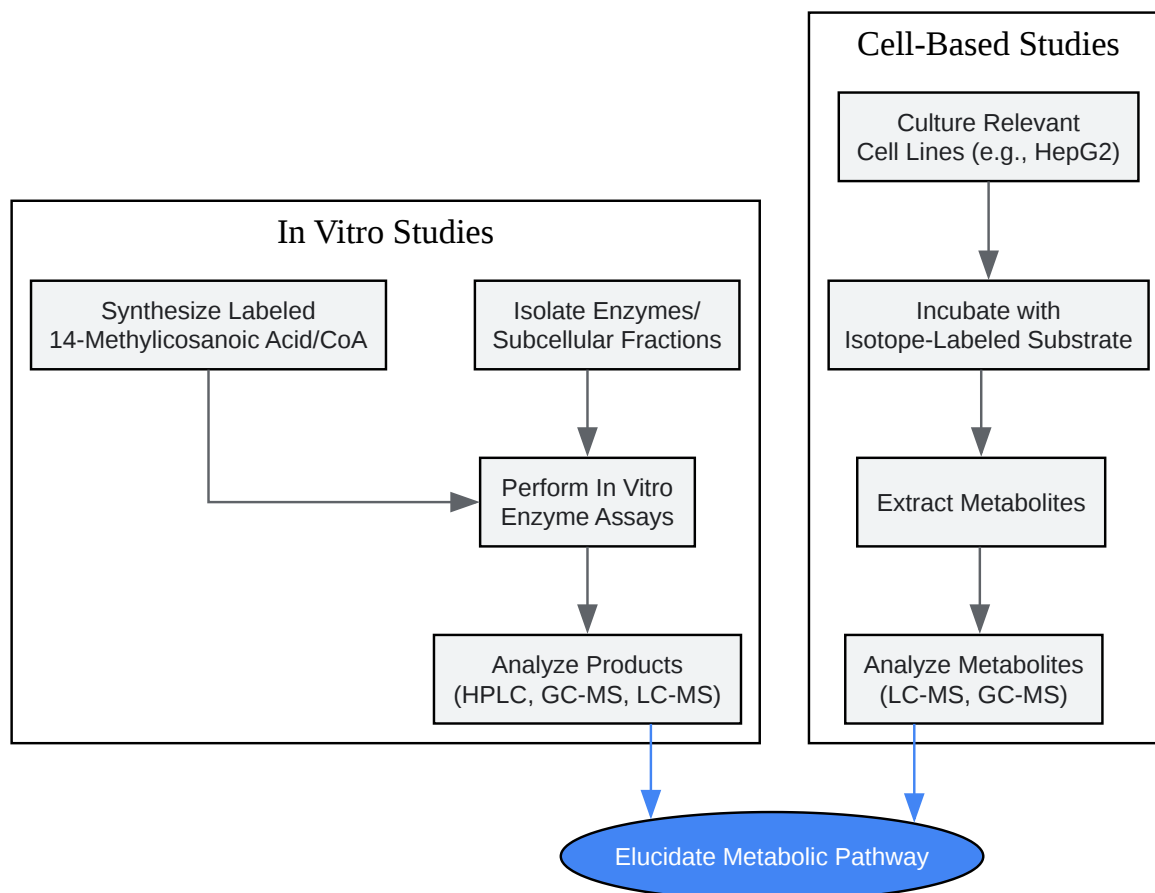 In Vitro Studies
Synthesize Labeled
14-Methylicosanoic Acid/CoA
Isolate Enzymes/
Subcellular Fractions
Perform In Vitro
Enzyme Assays
Analyze Products
(HPLC, GC-MS, LC-MS)
Cell-Based Studies
Culture Relevant
Cell Lines (e.g., HepG2)
Incubate with
Isotope-Labeled Substrate
Extract Metabolites
Analyze Metabolites
(LC-MS, GC-MS)
Elucidate Metabolic Pathway